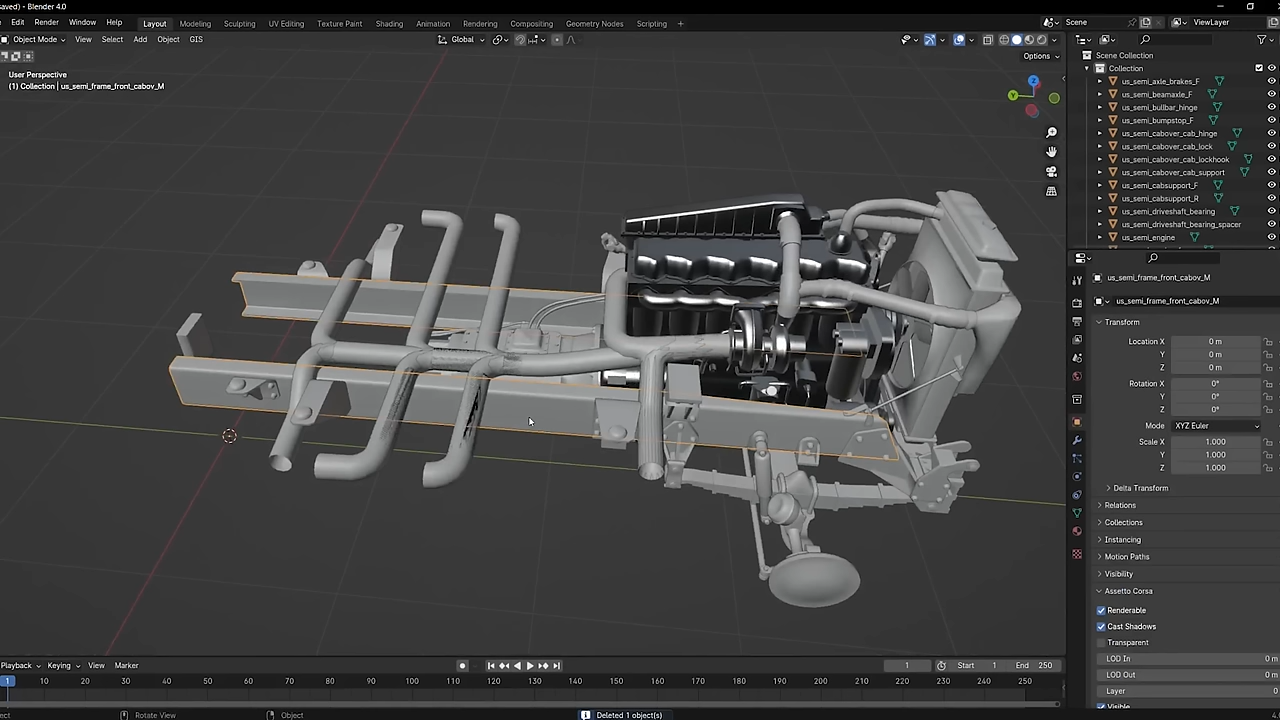 saved) - Blender 4.0
Edit Render Window Help Layout Modeling Sculpting UV Editing Texture Paint Shading Animation Rendering Compositing Geometry Nodes Scripting + Scene ViewLayer
Object Mode View Select Add Object GIS Global
Options
User Perspective
(1) Collection | us_semi_frame_front_cabov_M
Z
Y
Scene Collection
Collection
us_semi_axle_brakes_F
us_semi_beamaxle_F
us_semi_bullbar_hinge
us_semi_bumpstop_F
us_semi_cabover_cab_hinge
us_semi_cabover_cab_lock
us_semi_cabover_cab_lockhook
us_semi_cabover_cab_support
us_semi_cabsupport_F
us_semi_cabsupport_R
us_semi_driveshaft_bearing
us_semi_driveshaft_bearing_spacer
us_semi_engine
us_semi_frame_front_cabov_M
us_semi_frame_front_cabov_M
Transform
Location X 0 m
Y 0 m
Z 0 m
Rotation X 0°
Y 0°
Z 0°
Mode XYZ Euler
Scale X 1.000
Y 1.000
Z 1.000
Delta Transform
Relations
Collections
Instancing
Motion Paths
Visibility
Assetto Corsa
Renderable
Cast Shadows
Transparent
LOD In 0 m
LOD Out 0 m
Layer 0
Visible
Playback Keying View Marker 1 Start 1 End 250
1 10 20 30 40 50 60 70 80 90 100 110 120 130 140 150 160 170 180 190 200 210 220 230 240 250
ect Rotate View Object Deleted 1 object(s)